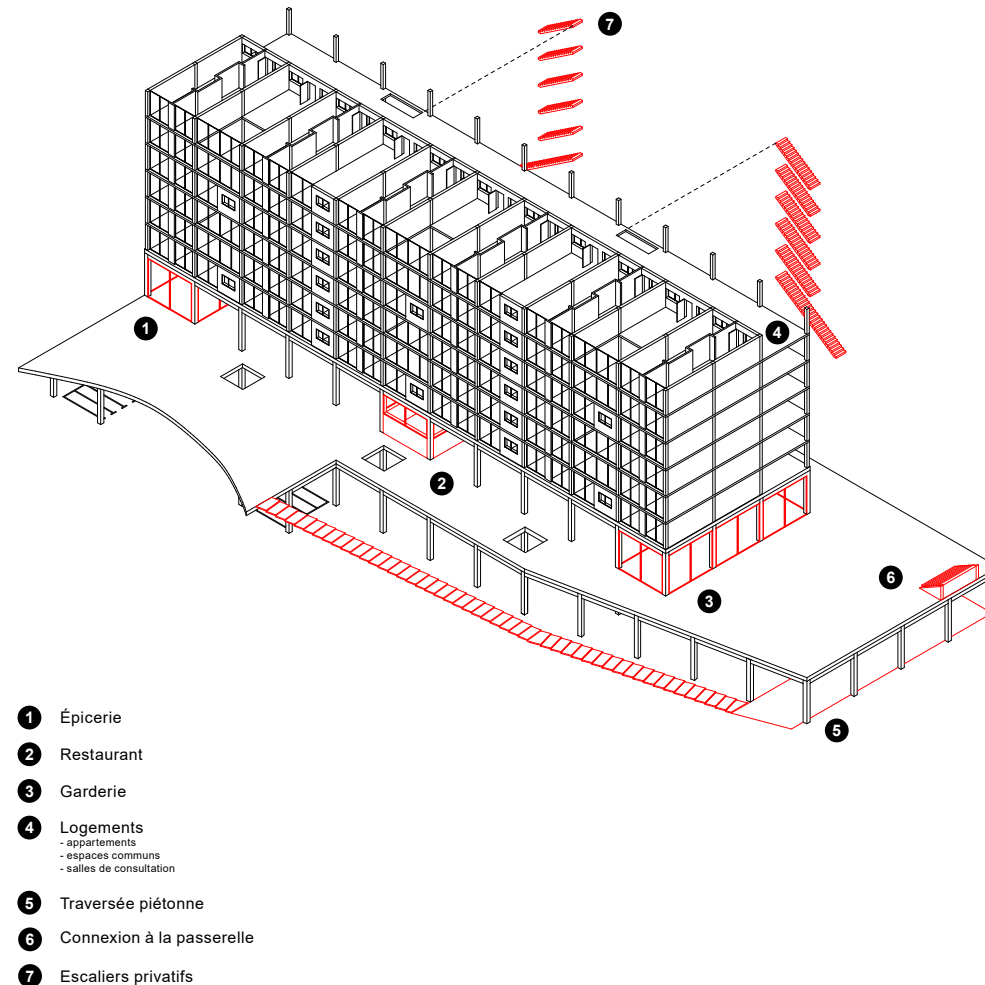 7
4
1
2
6
3
5
1 Épicerie
2 Restaurant
3 Garderie
4 Logements
- appartements
- espaces communs
- salles de consultation
5 Traversée piétonne
6 Connexion à la passerelle
7 Escaliers privatifs